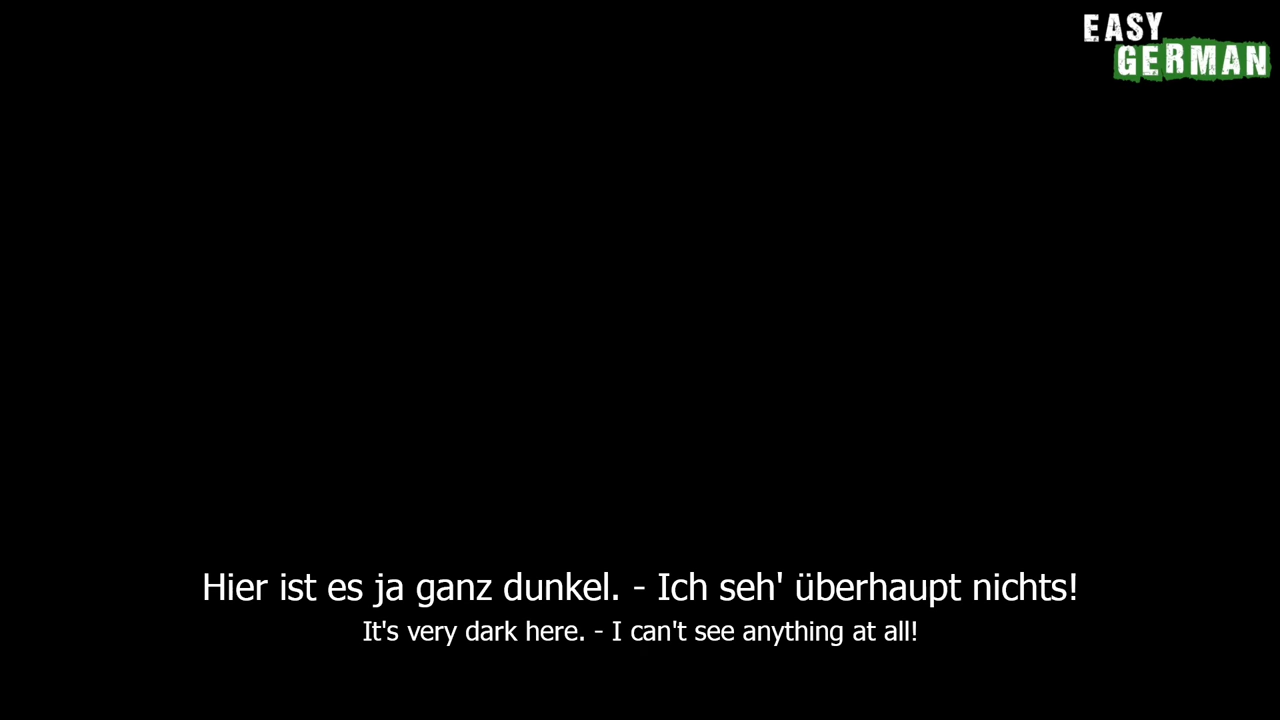 EASY
GERMAN
Hier ist es ja ganz dunkel. - Ich seh' überhaupt nichts!
It's very dark here. - I can't see anything at all!